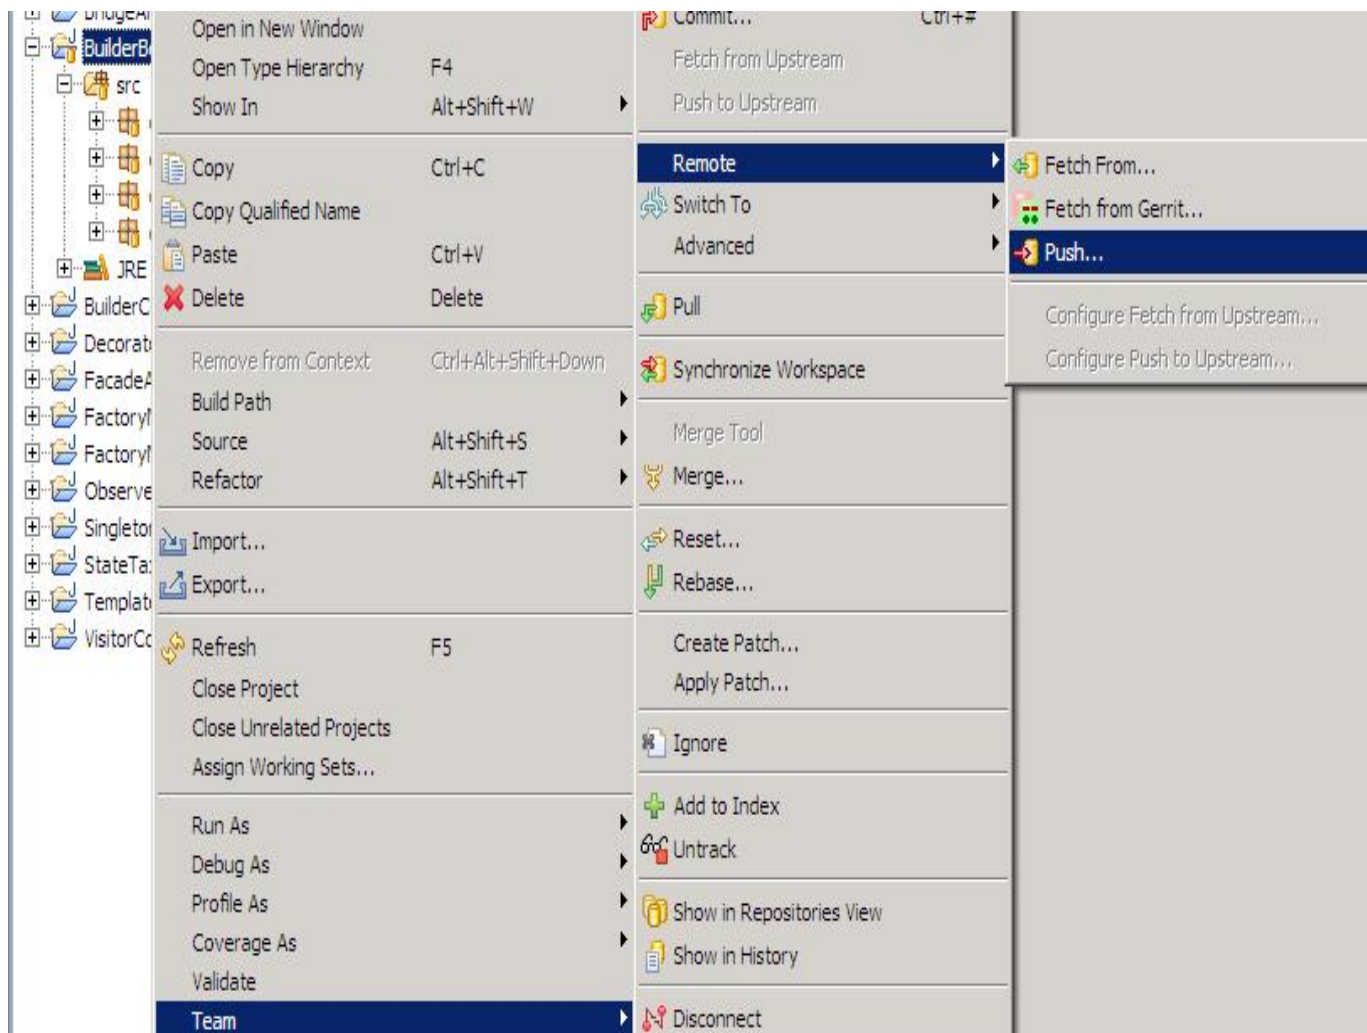 BuilderB
src
JRE
BuilderC
Decorat
FacadeA
Factory
Factory
Observe
Singleto
StateTa
Templat
VisitorCo
Open in New Window
Open Type Hierarchy F4
Show In Alt+Shift+W
Copy Ctrl+C
Copy Qualified Name
Paste Ctrl+V
Delete Delete
Remove from Context Ctrl+Alt+Shift+Down
Build Path
Source Alt+Shift+S
Refactor Alt+Shift+T
Import...
Export...
Refresh F5
Close Project
Close Unrelated Projects
Assign Working Sets...
Run As
Debug As
Profile As
Coverage As
Validate
Team
Commit... Ctrl+#
Fetch from Upstream
Push to Upstream
Remote
Switch To
Advanced
Pull
Synchronize Workspace
Merge Tool
Merge...
Reset...
Rebase...
Create Patch...
Apply Patch...
Ignore
Add to Index
Untrack
Show in Repositories View
Show in History
Disconnect
Fetch From...
Fetch from Gerrit...
Push...
Configure Fetch from Upstream...
Configure Push to Upstream...